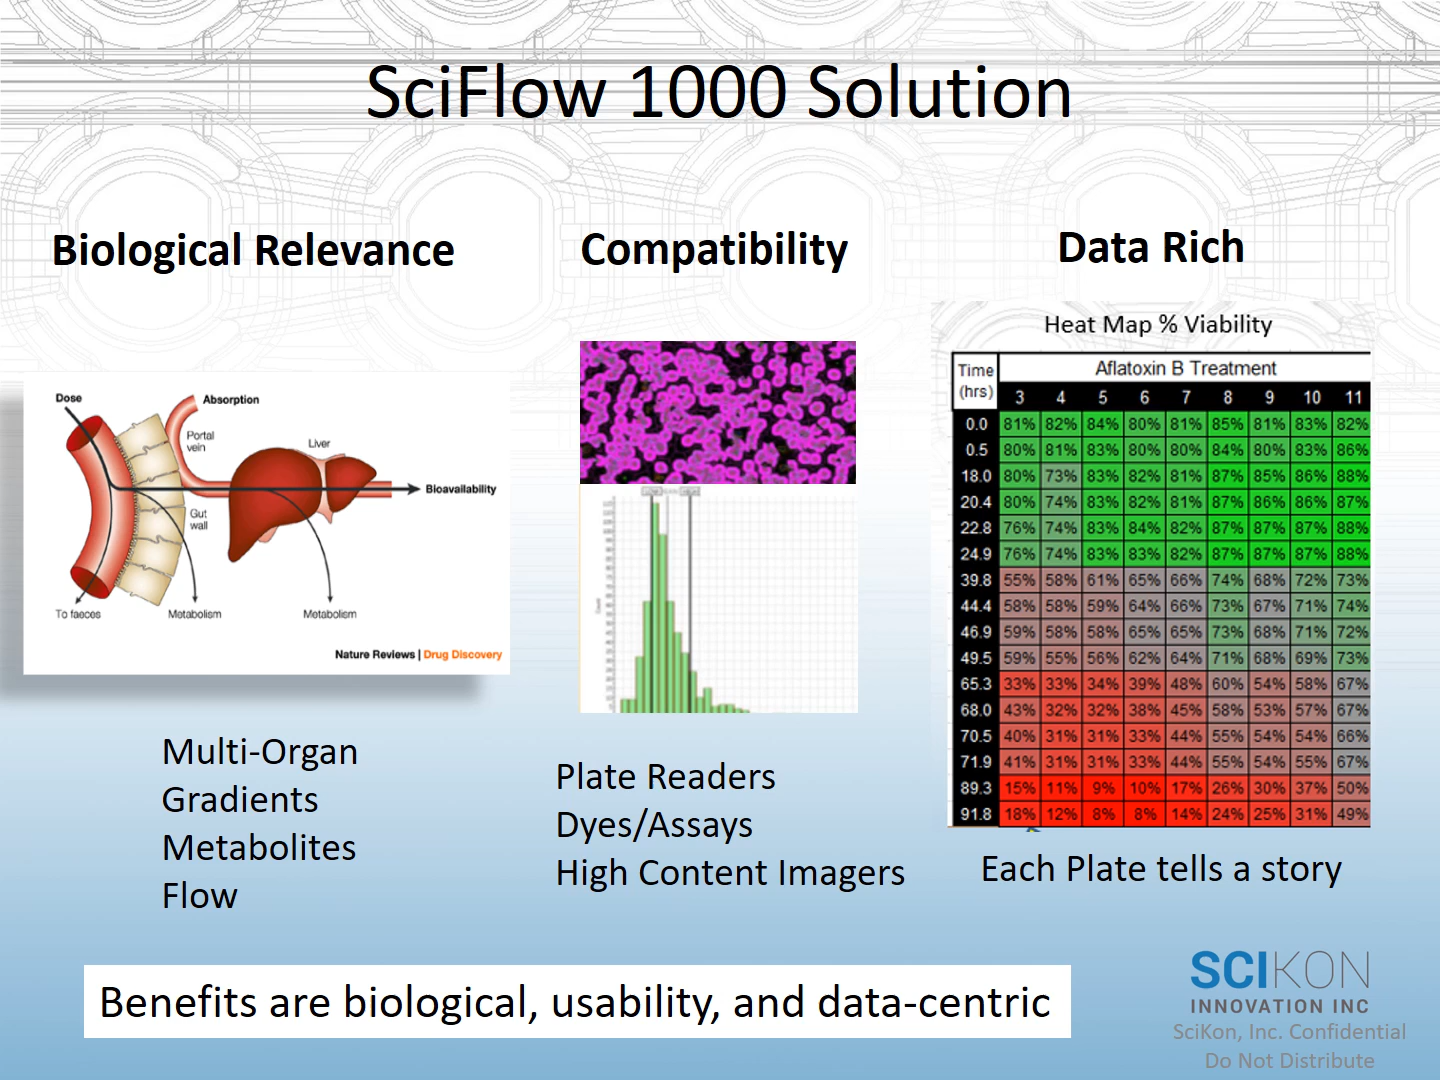 SciFlow 1000 Solution
Biological Relevance
Compatibility
Data Rich
Dose
Absorption
Portal
vein
Liver
Bioavailability
Gut
wall
To faeces
Metabolism
Metabolism
Nature Reviews | Drug Discovery
Multi-Organ
Gradients
Metabolites
Flow
Plate Readers
Dyes/Assays
High Content Imagers
Heat Map % Viability
Time (hrs) Aflatoxin B Treatment
3 4 5 6 7 8 9 10 11
0.0 81% 82% 84% 80% 81% 85% 81% 83% 82%
0.5 80% 81% 83% 80% 80% 84% 80% 83% 86%
18.0 80% 73% 83% 82% 81% 87% 85% 86% 88%
20.4 80% 74% 83% 82% 81% 87% 86% 86% 87%
22.8 76% 74% 83% 84% 82% 87% 87% 87% 88%
24.9 76% 74% 83% 83% 82% 87% 87% 87% 88%
39.8 55% 58% 61% 65% 66% 74% 68% 72% 73%
44.4 58% 58% 59% 64% 66% 73% 67% 71% 74%
46.9 59% 58% 58% 65% 65% 73% 68% 71% 72%
49.5 59% 55% 56% 62% 64% 71% 68% 69% 73%
65.3 33% 33% 34% 39% 48% 60% 54% 58% 67%
68.0 43% 32% 32% 38% 45% 58% 53% 57% 67%
70.5 40% 31% 31% 33% 44% 55% 54% 54% 66%
71.9 41% 31% 31% 33% 44% 55% 54% 55% 67%
89.3 15% 11% 9% 10% 17% 26% 30% 37% 50%
91.8 18% 12% 8% 8% 14% 24% 25% 31% 49%
Each Plate tells a story
Benefits are biological, usability, and data-centric
SCIKON
INNOVATION INC
SciKon, Inc. Confidential
Do Not Distribute